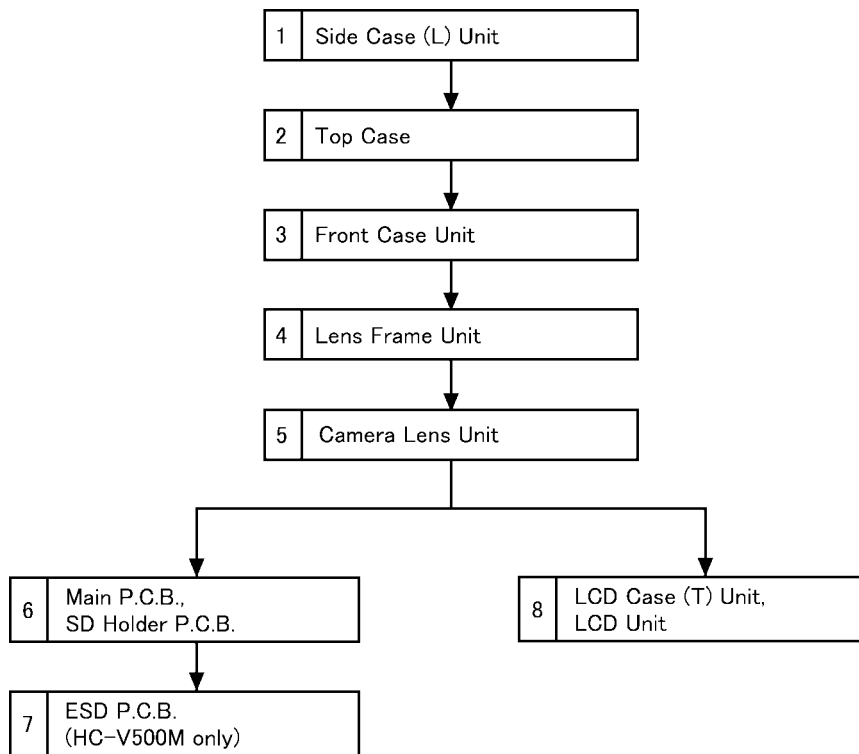 1 Side Case (L) Unit
2 Top Case
3 Front Case Unit
4 Lens Frame Unit
5 Camera Lens Unit
6 Main P.C.B.,
SD Holder P.C.B.
8 LCD Case (T) Unit,
LCD Unit
7 ESD P.C.B.
(HC-V500M only)